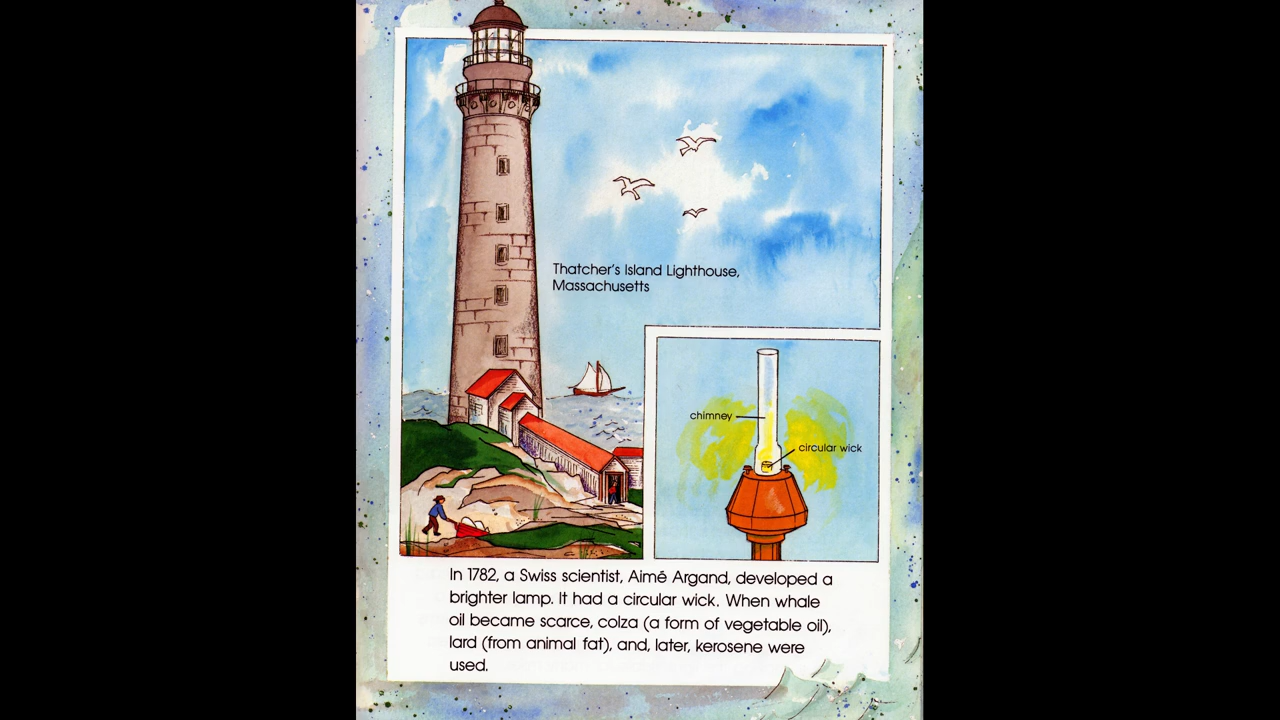 Thatcher's Island Lighthouse,
Massachusetts
chimney
circular wick
In 1782, a Swiss scientist, Aimé Argand, developed a
brighter lamp. It had a circular wick. When whale
oil became scarce, colza (a form of vegetable oil),
lard (from animal fat), and, later, kerosene were
used.